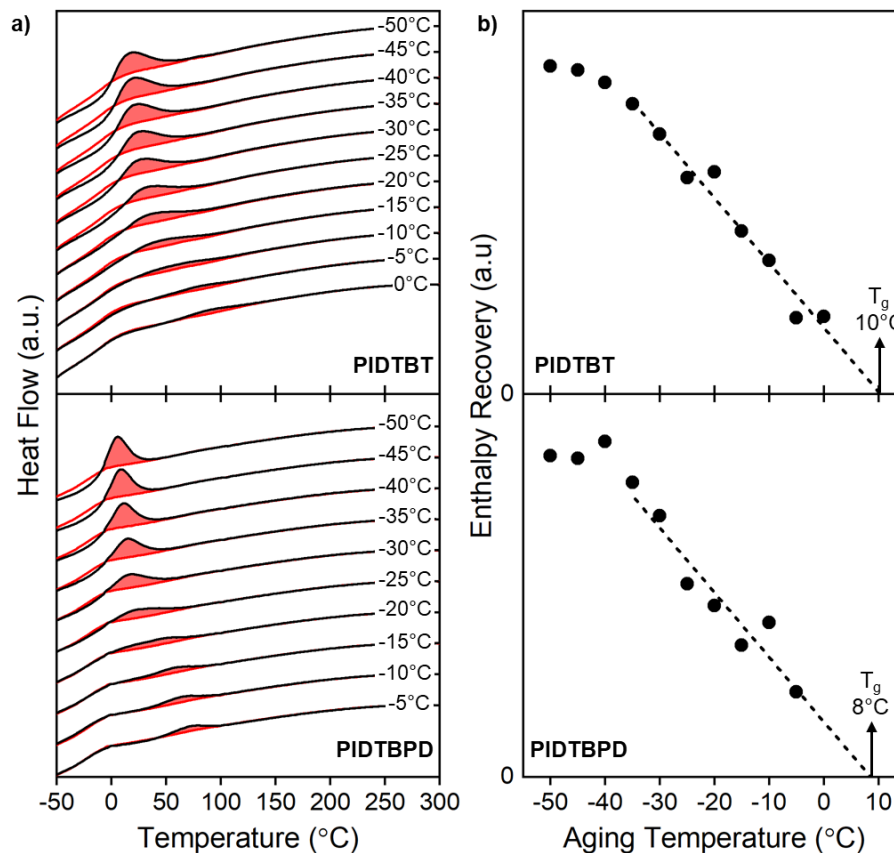 a)
-50°C
-45°C
-40°C
-35°C
-30°C
-25°C
-20°C
-15°C
-10°C
-5°C
0°C
PIDTBT
-50°C
-45°C
-40°C
-35°C
-30°C
-25°C
-20°C
-15°C
-10°C
-5°C
PIDTBPD
Heat Flow (a.u.)
-50 0 50 100 150 200 250 300
Temperature (°C)
b)
Tg
10°C
PIDTBT
0
Tg
8°C
PIDTBPD
0
Enthalpy Recovery (a.u)
-50 -40 -30 -20 -10 0 10
Aging Temperature (°C)